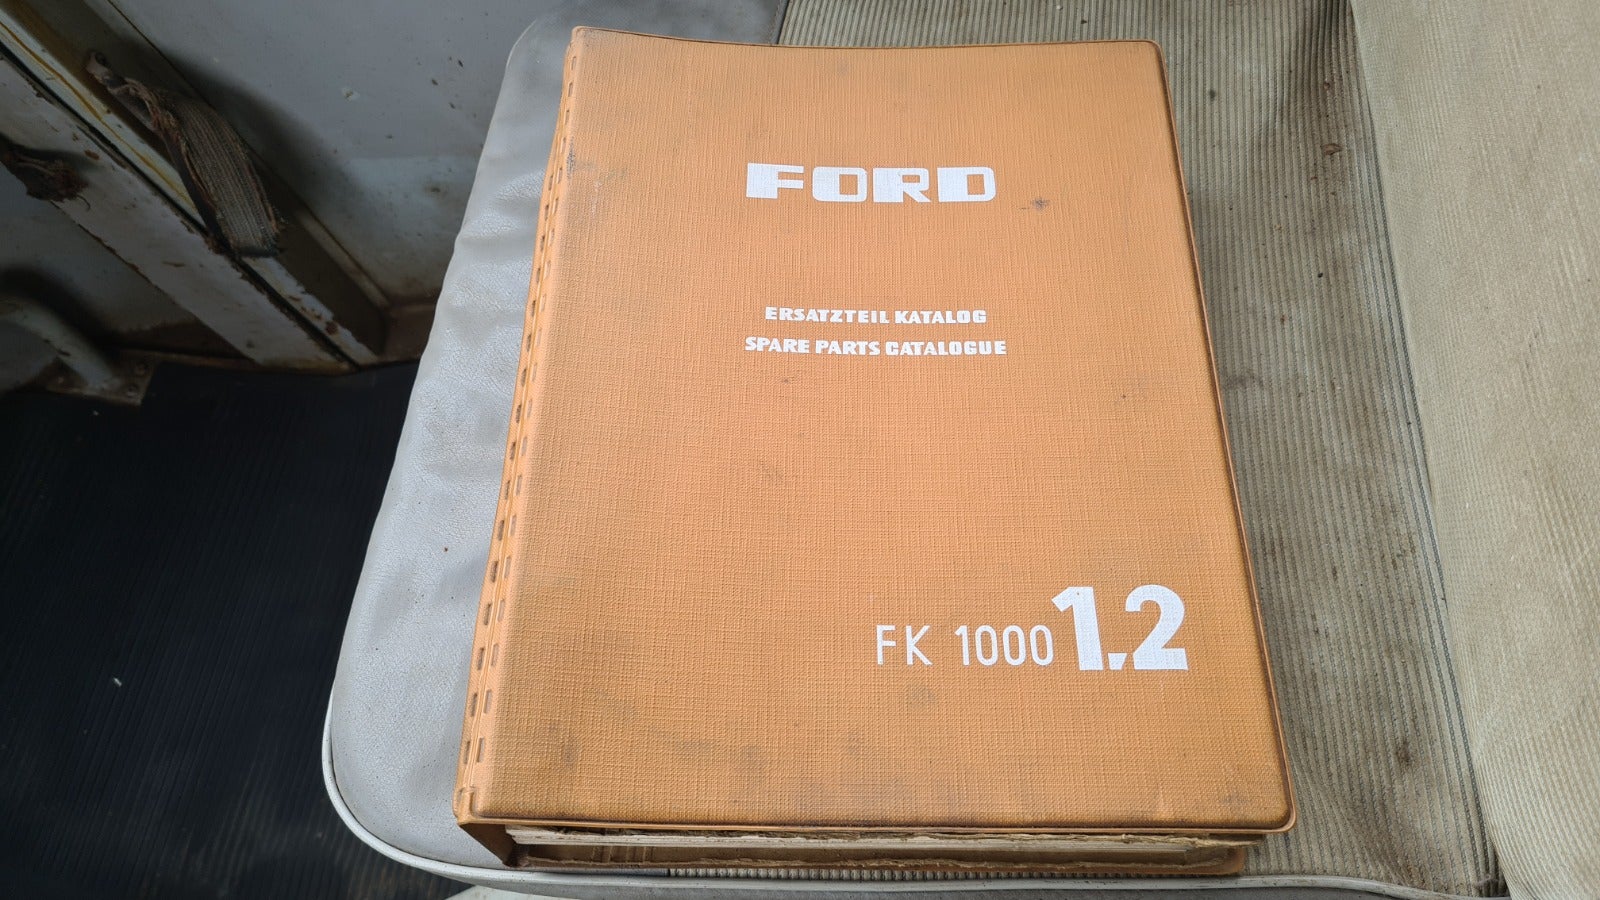 FORD
ERSATZTEIL KATALOG
SPARE PARTS CATALOGUE
FK 1000 1.2